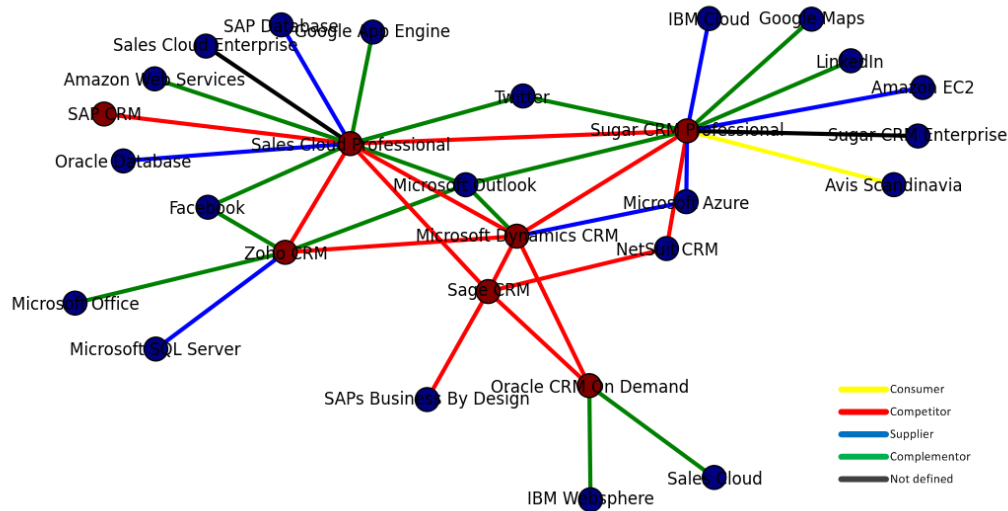 IBM Cloud
Google Maps
SAP Database
Google App Engine
Sales Cloud Enterprise
LinkedIn
Amazon Web Services
Amazon EC2
Twitter
SAP CRM
Sales Cloud Professional
Sugar CRM Professional
Sugar CRM Enterprise
Oracle Database
Microsoft Outlook
Avis Scandinavia
Facebook
Microsoft Azure
Microsoft Dynamics CRM
Zoho CRM
NetSuit CRM
Sage CRM
Microsoft Office
Microsoft SQL Server
SAPs Business By Design
Oracle CRM On Demand
Sales Cloud
IBM Websphere
Consumer
Competitor
Supplier
Complementor
Not defined